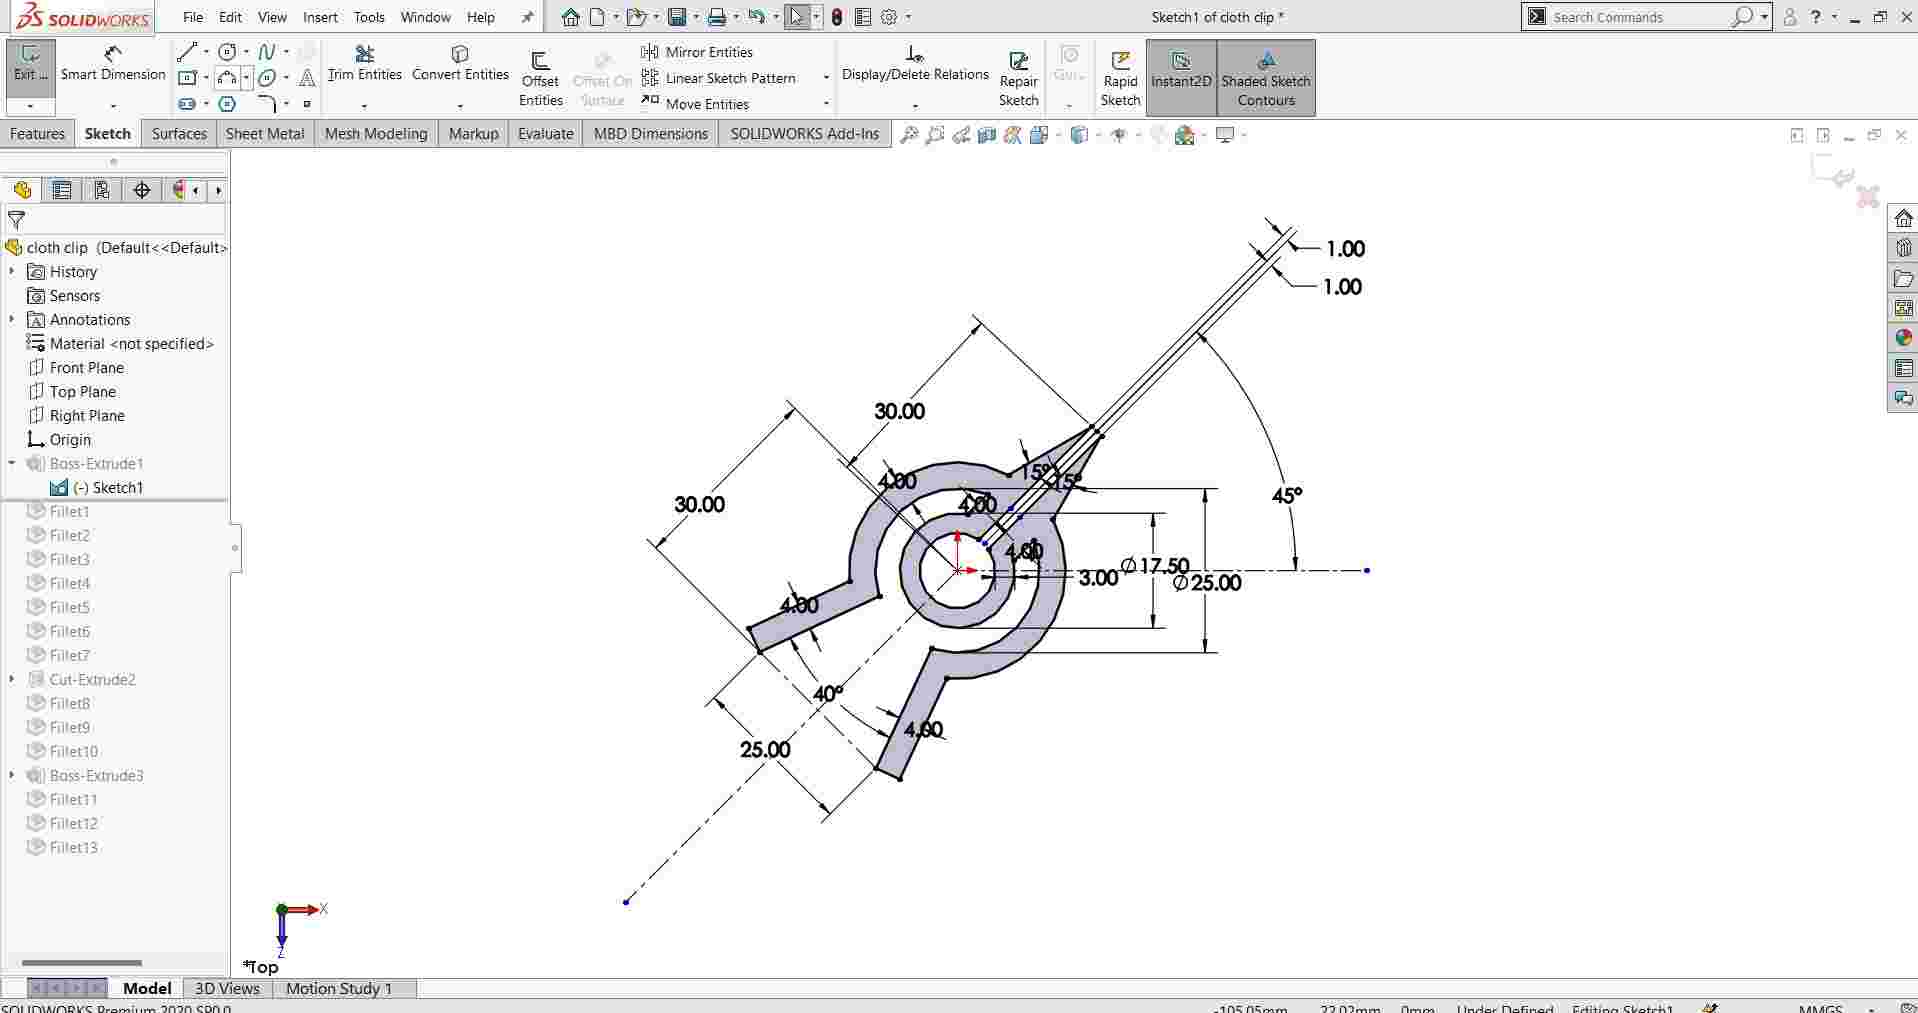 SOLIDWORKS File Edit View Insert Tools Window Help Sketch1 of cloth clip * Search Commands ?
Exit ... Smart Dimension Trim Entities Convert Entities Offset Entities Offset On Surface Mirror Entities Linear Sketch Pattern Move Entities Display/Delete Relations Repair Sketch Rapid Sketch Instant2D Shaded Sketch Contours
Features Sketch Surfaces Sheet Metal Mesh Modeling Markup Evaluate MBD Dimensions SOLIDWORKS Add-Ins
cloth clip (Default<<Default>
History
Sensors
Annotations
Material <not specified>
Front Plane
Top Plane
Right Plane
Origin
Boss-Extrude1
(-) Sketch1
Fillet1
Fillet2
Fillet3
Fillet4
Fillet5
Fillet6
Fillet7
Cut-Extrude2
Fillet8
Fillet9
Fillet10
Boss-Extrude3
Fillet11
Fillet12
Fillet13
1.00
1.00
30.00
30.00
4.00
15°
15°
4.00
45°
4.00
Ø17.50
3.00
Ø25.00
4.00
40°
4.00
25.00
X
Z
*Top
Model 3D Views Motion Study 1
SOLIDWORKS Premium 2020 SP0.0 -105.05mm 22.02mm 0mm Under Defined Editing Sketch1 MMGS